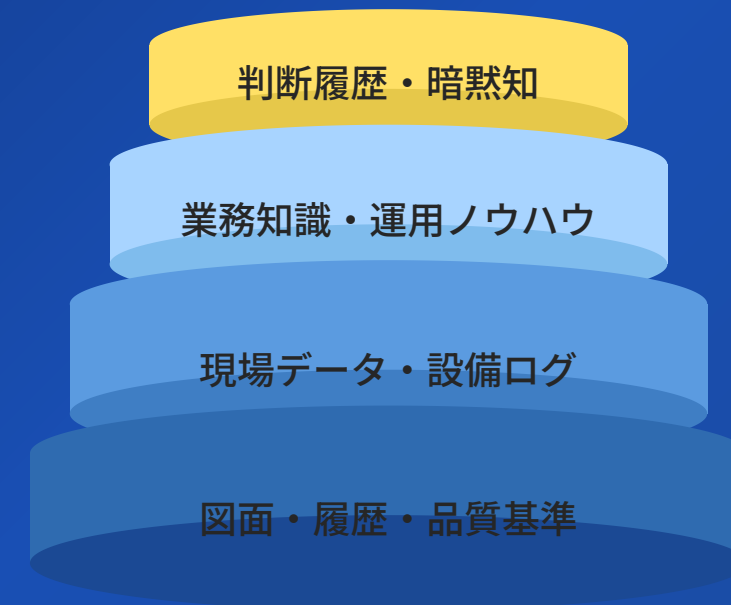 判断履歴・暗黙知
業務知識・運用ノウハウ
現場データ・設備ログ
図面・履歴・品質基準